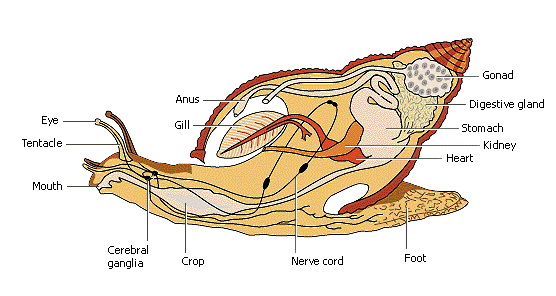 Gonad
Anus
Digestive gland
Eye
Gill
Stomach
Tentacle
Kidney
Heart
Mouth
Cerebral
ganglia
Crop
Nerve cord
Foot